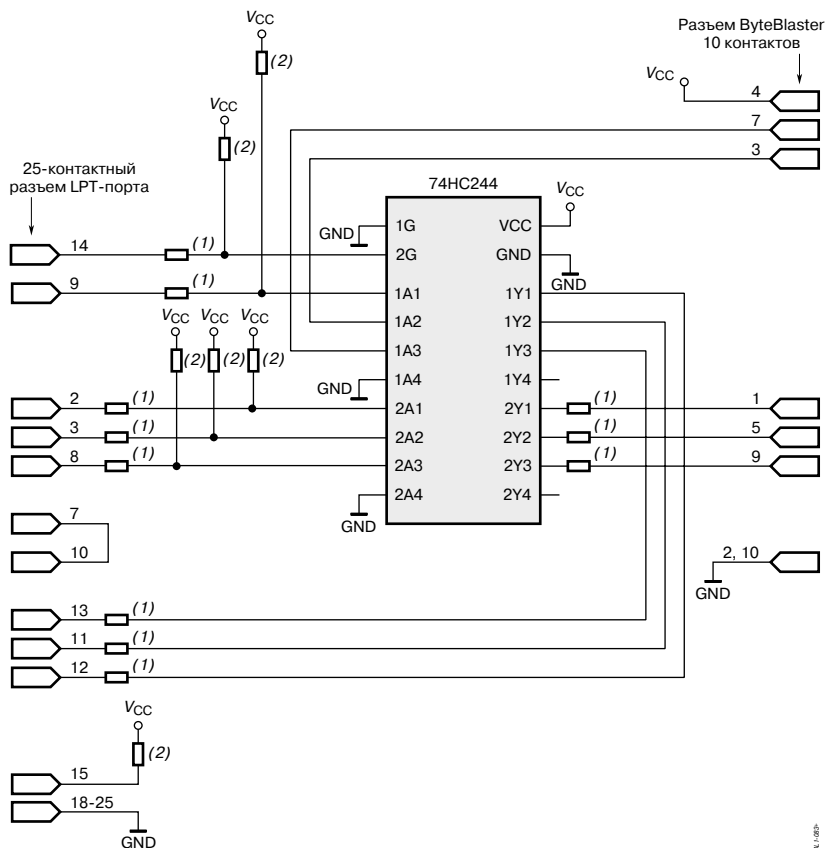 VCC
(2)
Разъем ByteBlaster
10 контактов
VCC
4
7
3
VCC
(2)
25-контактный
разъем LPT-порта
74HC244
VCC
14
(1)
GND
1G
VCC
2G
GND
GND
9
(1)
1A1
1Y1
VCC
VCC
VCC
1A2
1Y2
(2)
(2)
(2)
1A3
1Y3
GND
1A4
1Y4
2
(1)
2A1
2Y1
(1)
1
3
(1)
2A2
2Y2
(1)
5
8
(1)
2A3
2Y3
(1)
9
2A4
2Y4
GND
7
10
2, 10
GND
13
(1)
11
(1)
12
(1)
VCC
(2)
15
18-25
GND